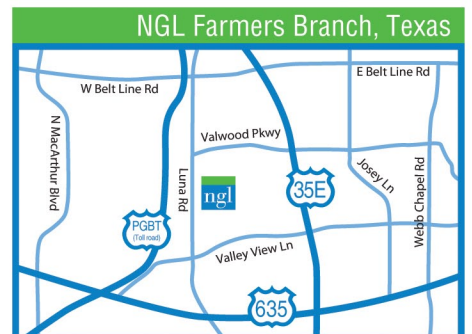 NGL Farmers Branch, Texas
E Belt Line Rd
W Belt Line Rd
N MacArthur Blvd
Valwood Pkwy
Josey Ln
Webb Chapel Rd
Luna Rd
ngl
35E
PGBT
(Toll road)
Valley View Ln
635